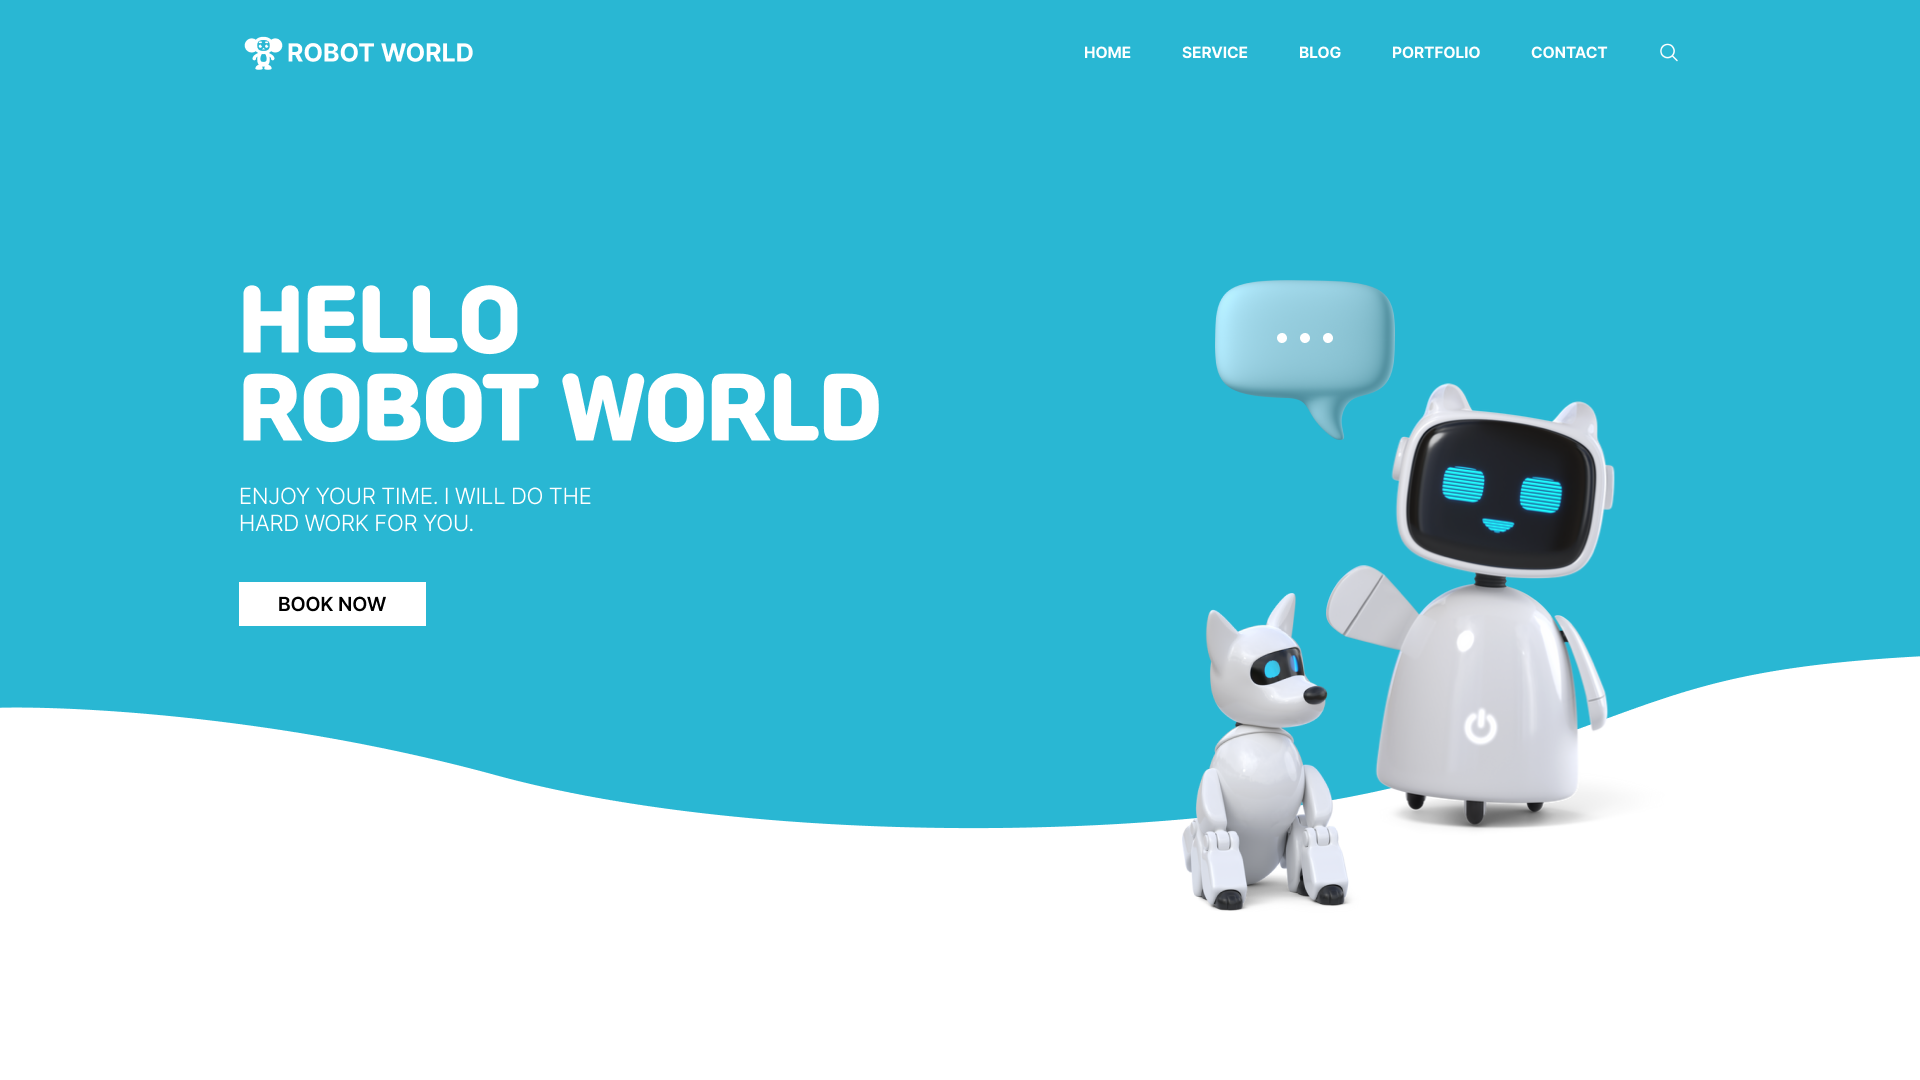 ROBOT WORLD
HOME
SERVICE
BLOG
PORTFOLIO
CONTACT
HELLO
ROBOT WORLD
ENJOY YOUR TIME. I WILL DO THE
HARD WORK FOR YOU.
BOOK NOW